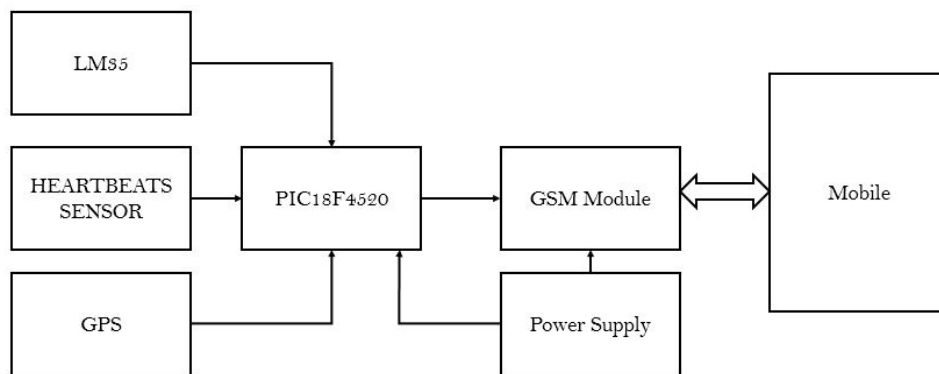 LM35
HEARTBEATS
SENSOR
PIC18F4520
GSM Module
Mobile
GPS
Power Supply